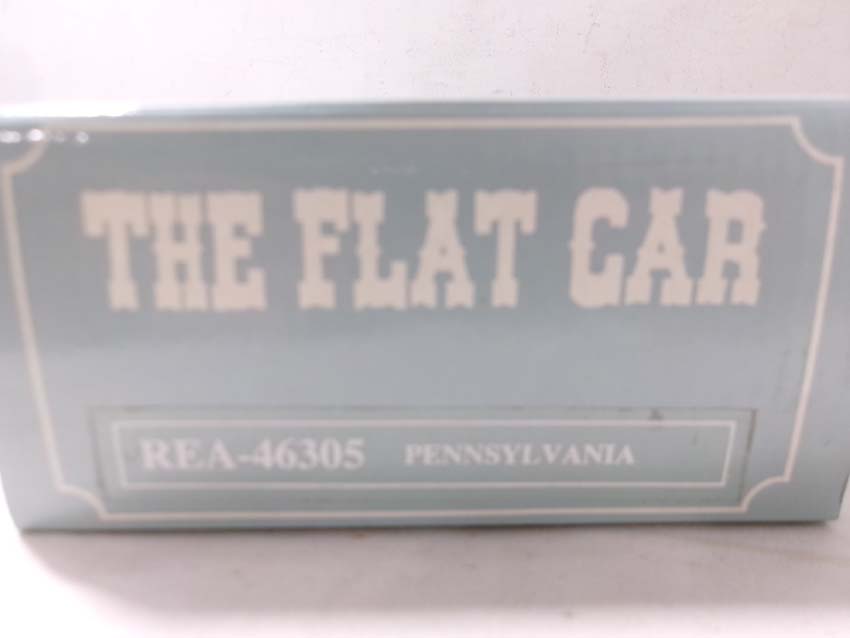 THE FLAT CAR
REA-46305 PENNSYLVANIA